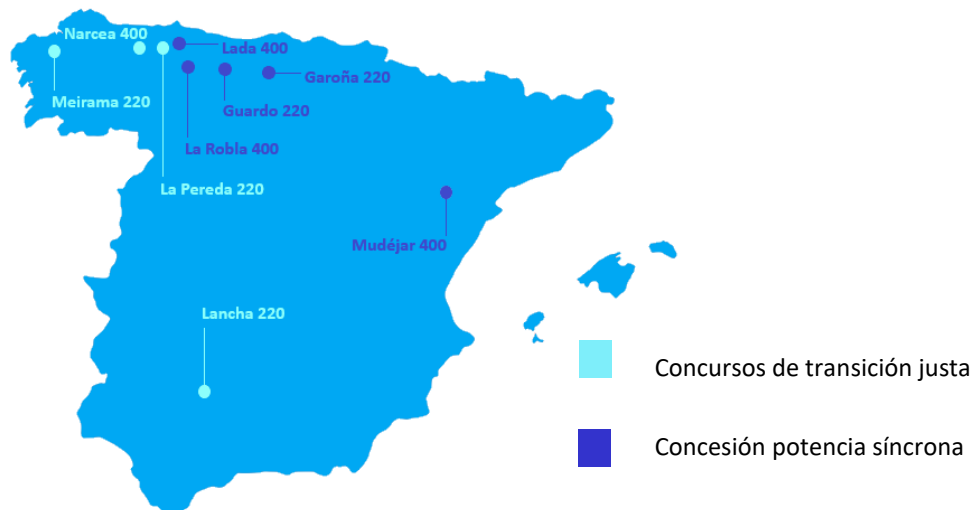 Narcea 400
Lada 400
Garoña 220
Meirama 220
Guardo 220
La Robla 400
La Pereda 220
Mudéjar 400
Lancha 220
Concursos de transición justa
Concesión potencia síncrona